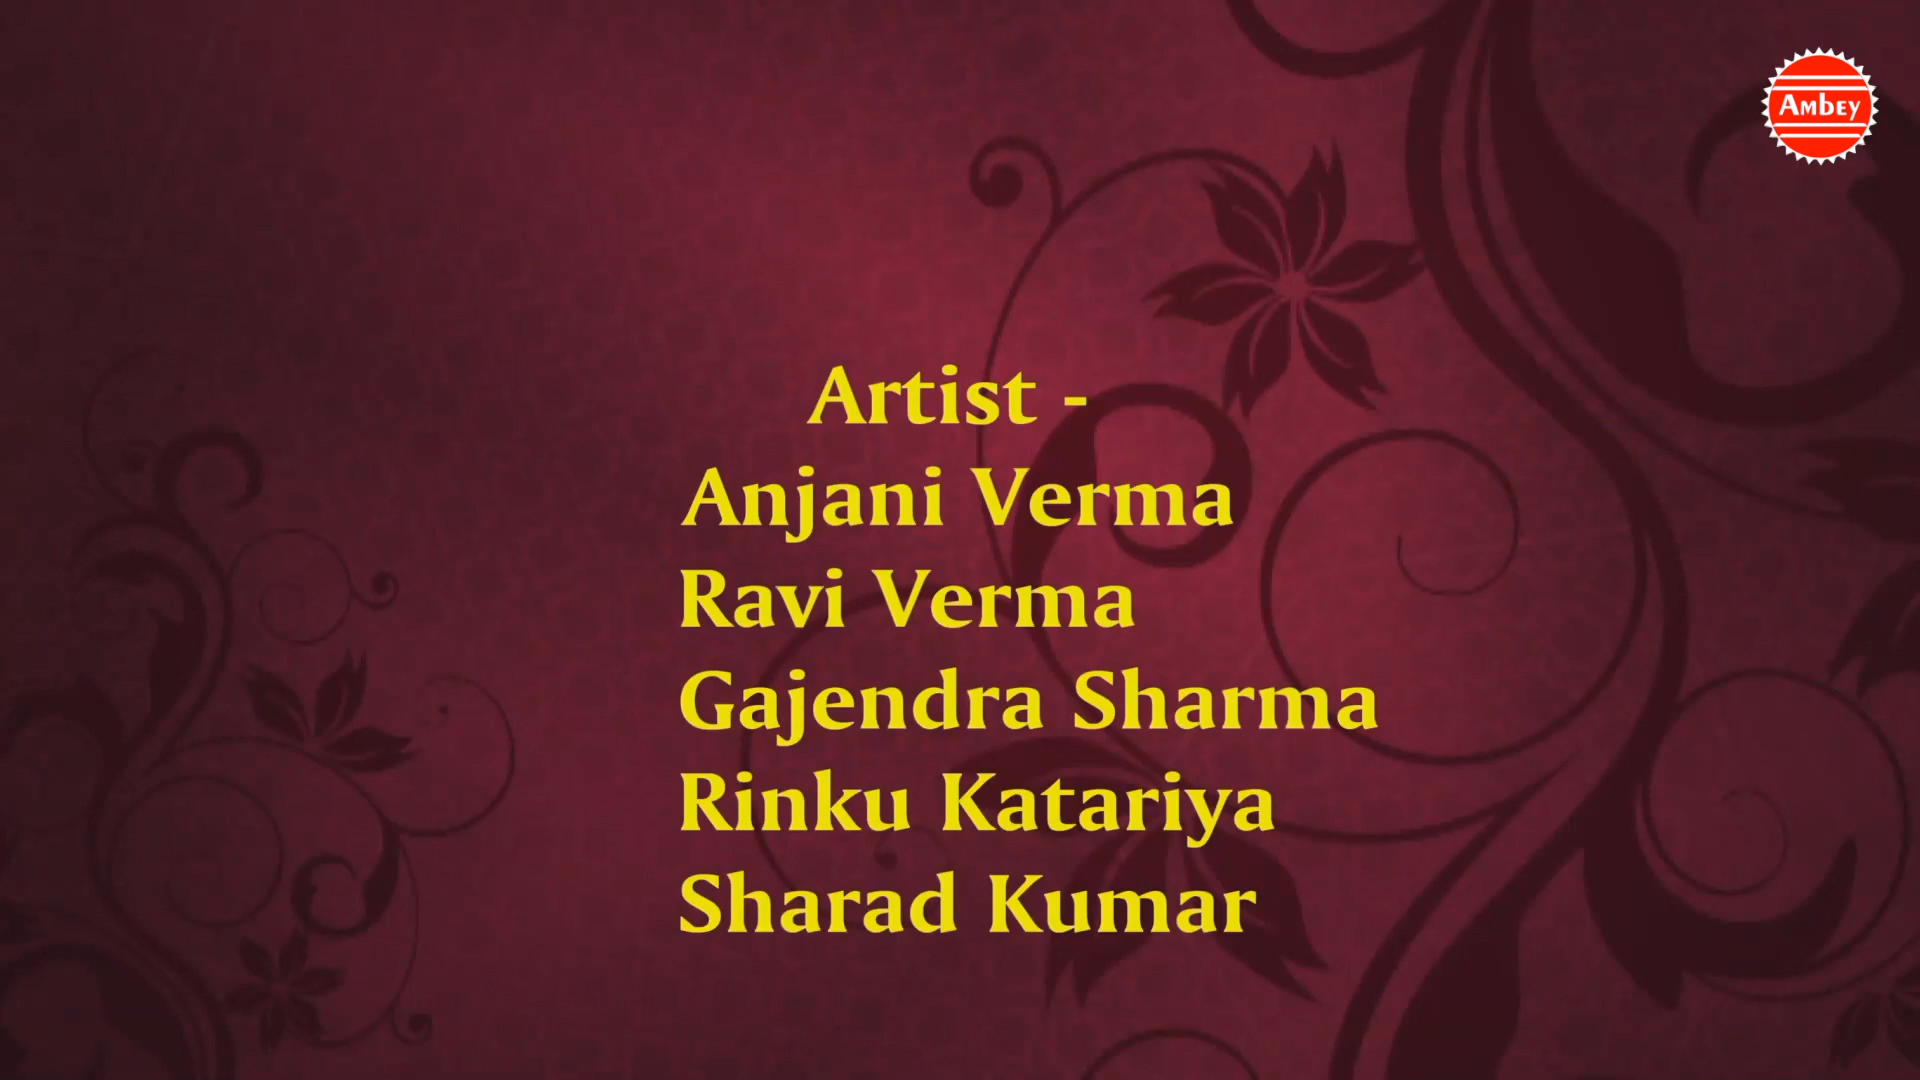 Ambey
Artist -
Anjani Verma
Ravi Verma
Gajendra Sharma
Rinku Katariya
Sharad Kumar